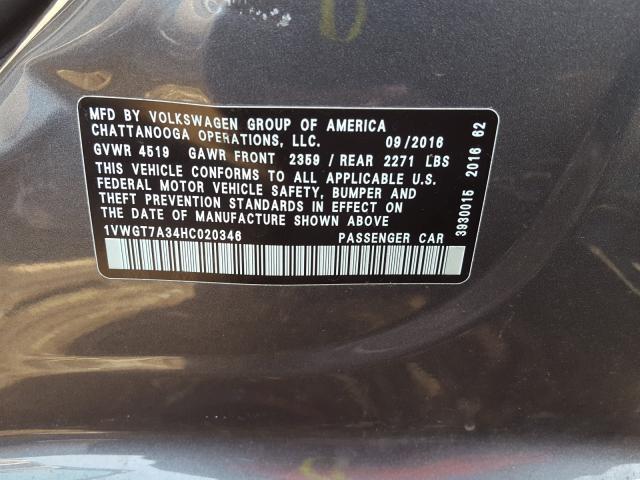 MFD BY VOLKSWAGEN GROUP OF AMERICA
CHATTANOOGA OPERATIONS, LLC. 09/2016
GVWR 4519 GAWR FRONT 2359 / REAR 2271 LBS
THIS VEHICLE CONFORMS TO ALL APPLICABLE U.S.
FEDERAL MOTOR VEHICLE SAFETY, BUMPER AND
THEFT PREVENTION STANDARDS IN EFFECT ON
THE DATE OF MANUFACTURE SHOWN ABOVE
1VWGT7A34HC020346 PASSENGER CAR
3930015 2016 62